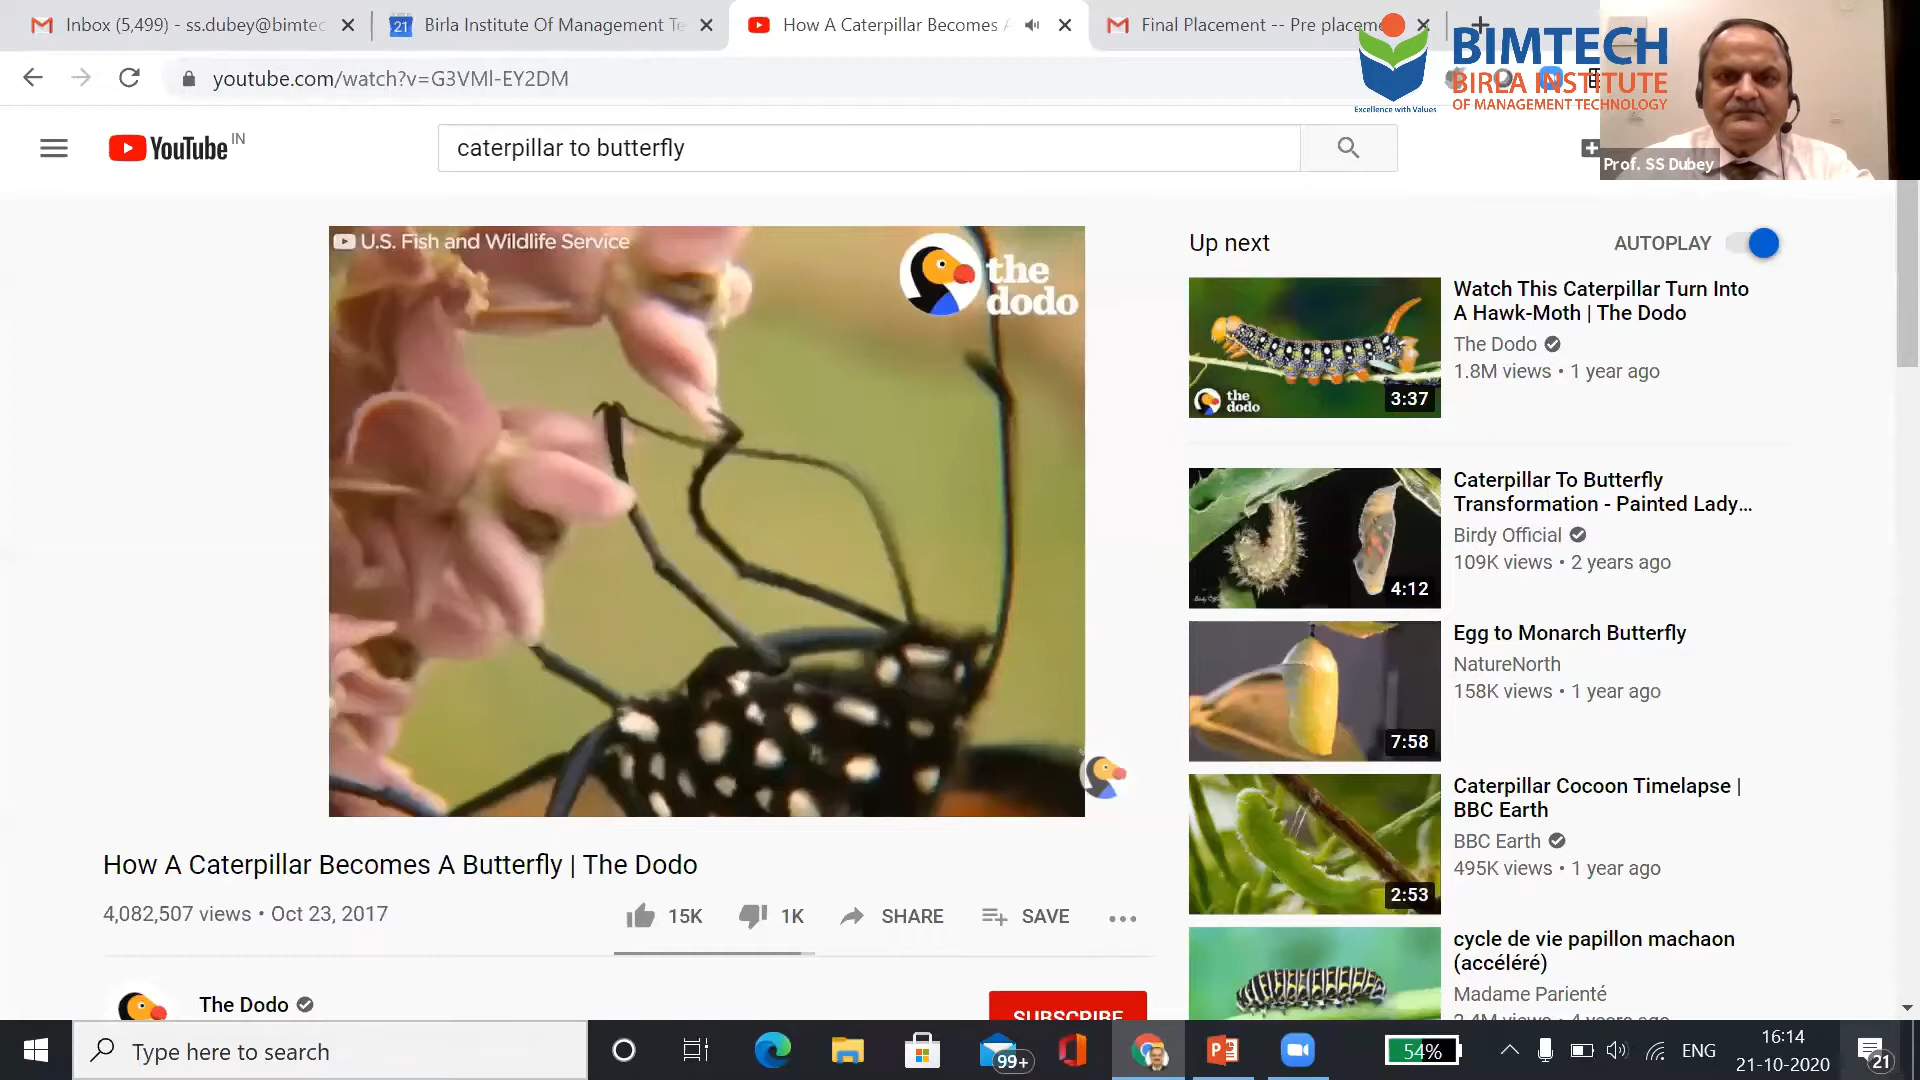 Inbox (5,499) - ss.dubey@bimtec
Birla Institute Of Management Te
How A Caterpillar Becomes A
Final Placement -- Pre placem
youtube.com/watch?v=G3VMl-EY2DM
BIMTECH
BIRLA INSTITUTE
OF MANAGEMENT TECHNOLOGY
Excellence with Values
Prof. SS Dubey
YouTube IN
caterpillar to butterfly
U.S. Fish and Wildlife Service
the dodo
Up next
AUTOPLAY
Watch This Caterpillar Turn Into
A Hawk-Moth | The Dodo
The Dodo
1.8M views • 1 year ago
the dodo
3:37
Caterpillar To Butterfly
Transformation - Painted Lady...
Birdy Official
109K views • 2 years ago
4:12
Egg to Monarch Butterfly
NatureNorth
158K views • 1 year ago
7:58
Caterpillar Cocoon Timelapse |
BBC Earth
BBC Earth
495K views • 1 year ago
2:53
cycle de vie papillon machaon
(accéléré)
Madame Parienté
How A Caterpillar Becomes A Butterfly | The Dodo
4,082,507 views • Oct 23, 2017
15K 1K SHARE SAVE
The Dodo
SUBSCRIBE
Type here to search
99+
54%
ENG
16:14
21-10-2020
21